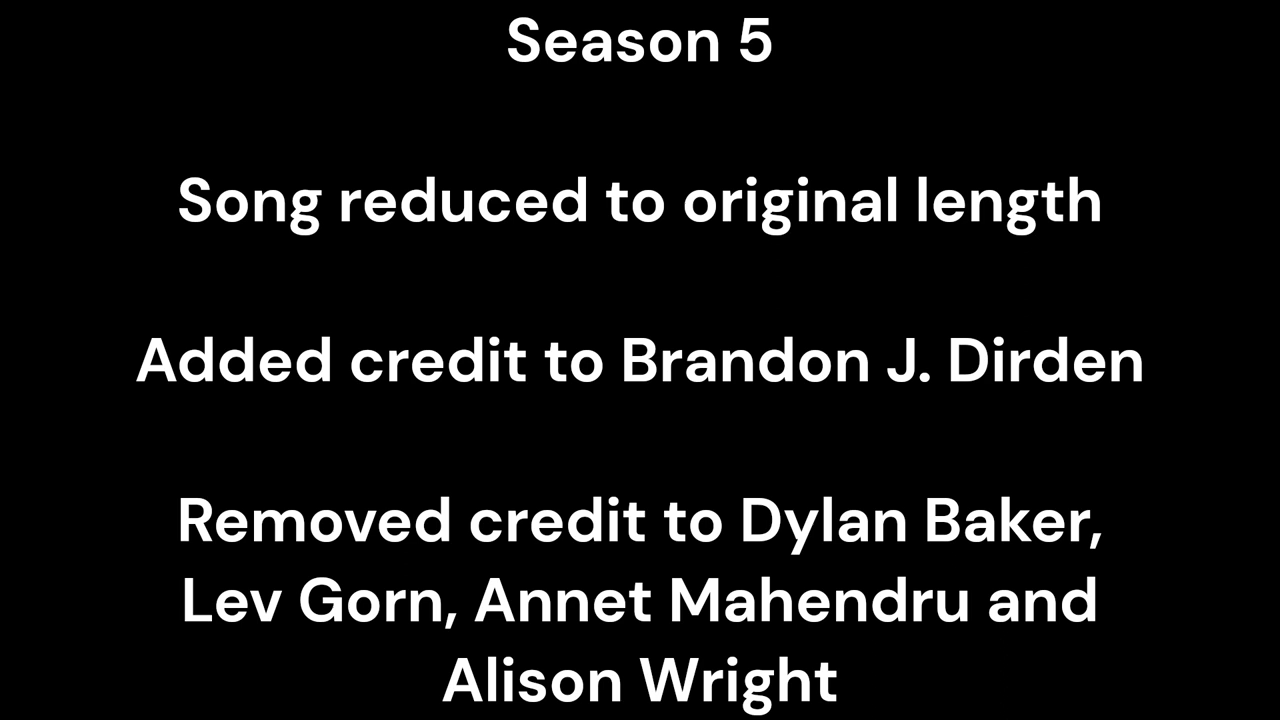 Season 5
Song reduced to original length
Added credit to Brandon J. Dirden
Removed credit to Dylan Baker,
Lev Gorn, Annet Mahendru and
Alison Wright